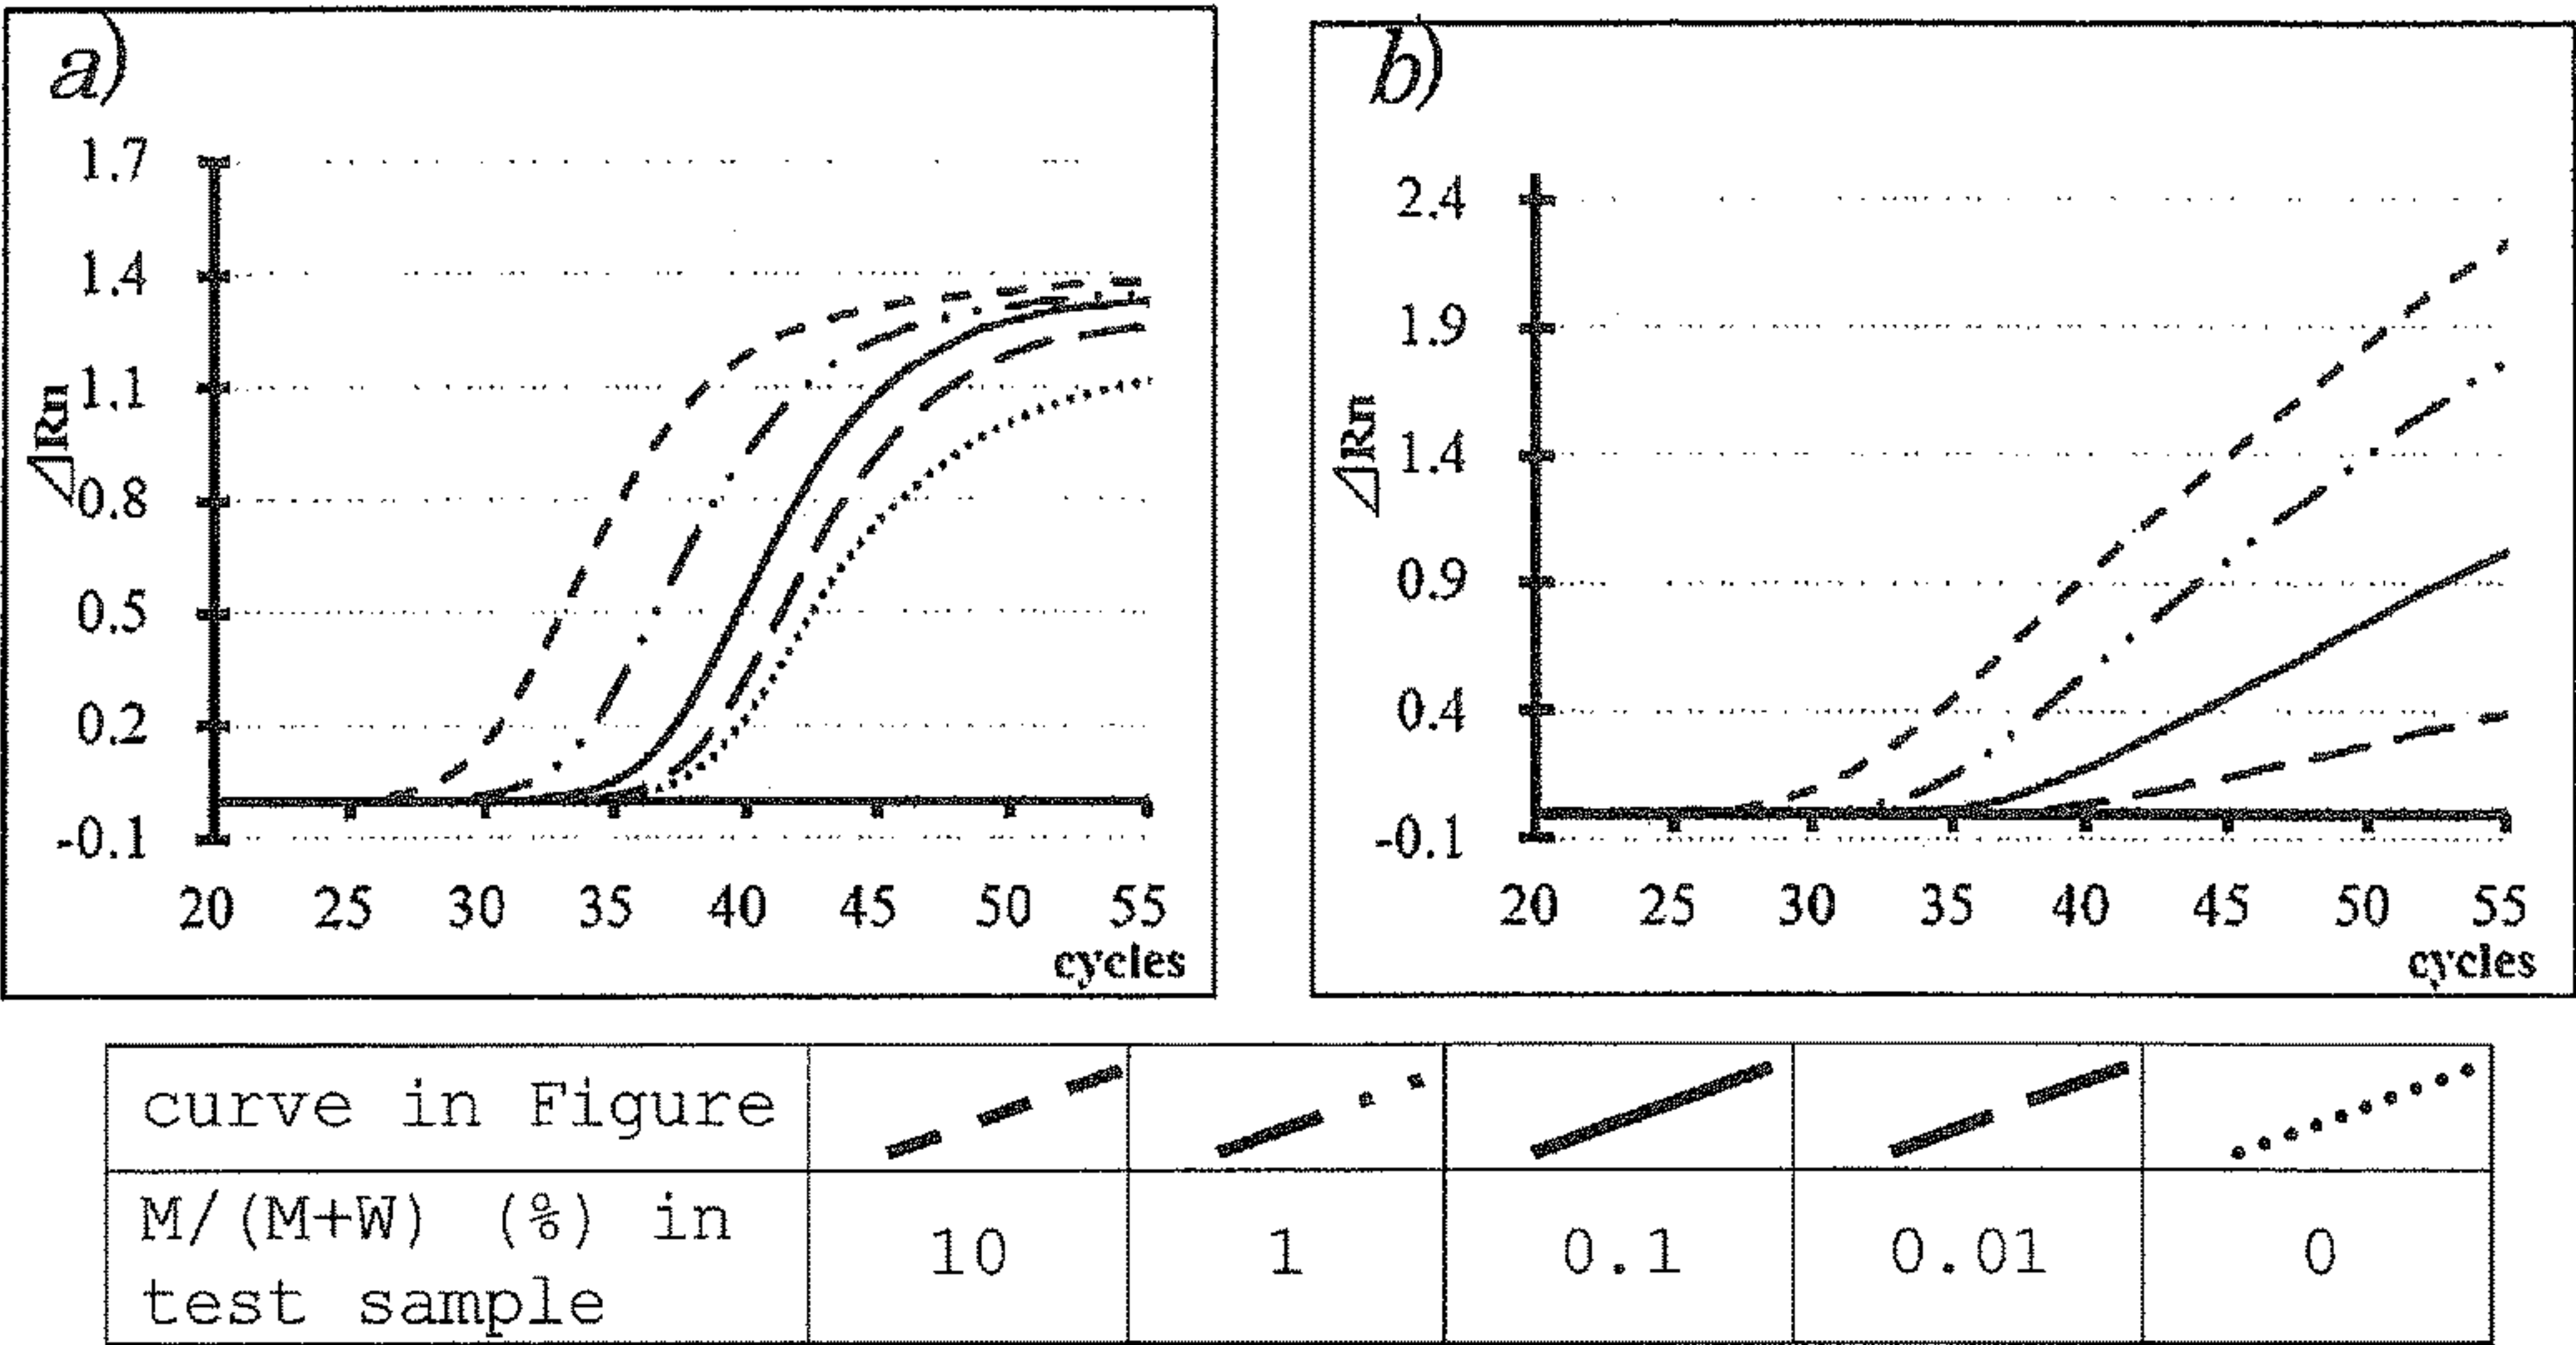 a)
1.7
1.4
1.1
0.8
0.5
0.2
-0.1
ΔRn
20 25 30 35 40 45 50 55
cycles
b)
2.4
1.9
1.4
0.9
0.4
-0.1
ΔRn
20 25 30 35 40 45 50 55
cycles
curve in Figure
M/(M+W) (%) in
test sample
10 1 0.1 0.01 0